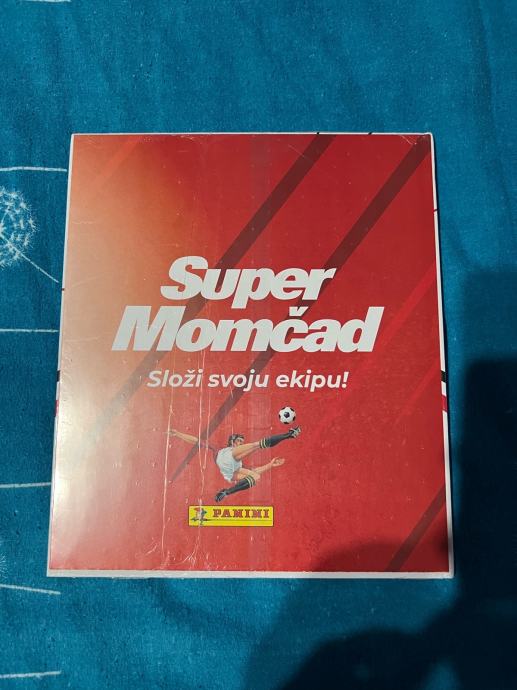 Super
Momčad
Složi svoju ekipu!
PANINI